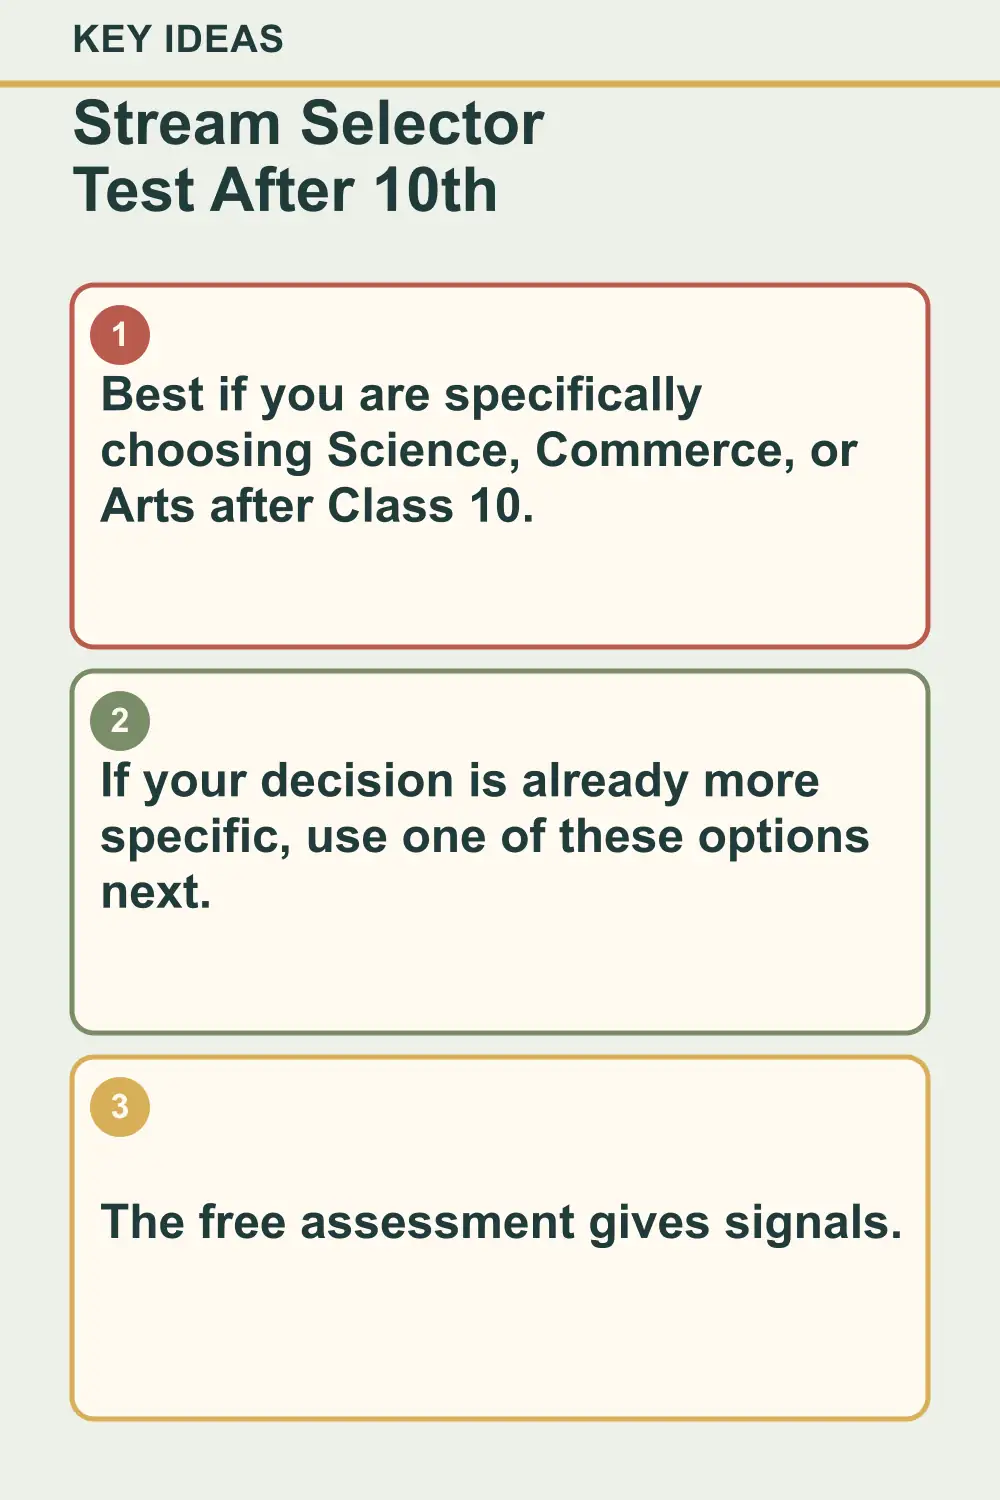 KEY IDEAS
Stream Selector
Test After 10th
1
Best if you are specifically
choosing Science, Commerce, or
Arts after Class 10.
2
If your decision is already more
specific, use one of these options
next.
3
The free assessment gives signals.